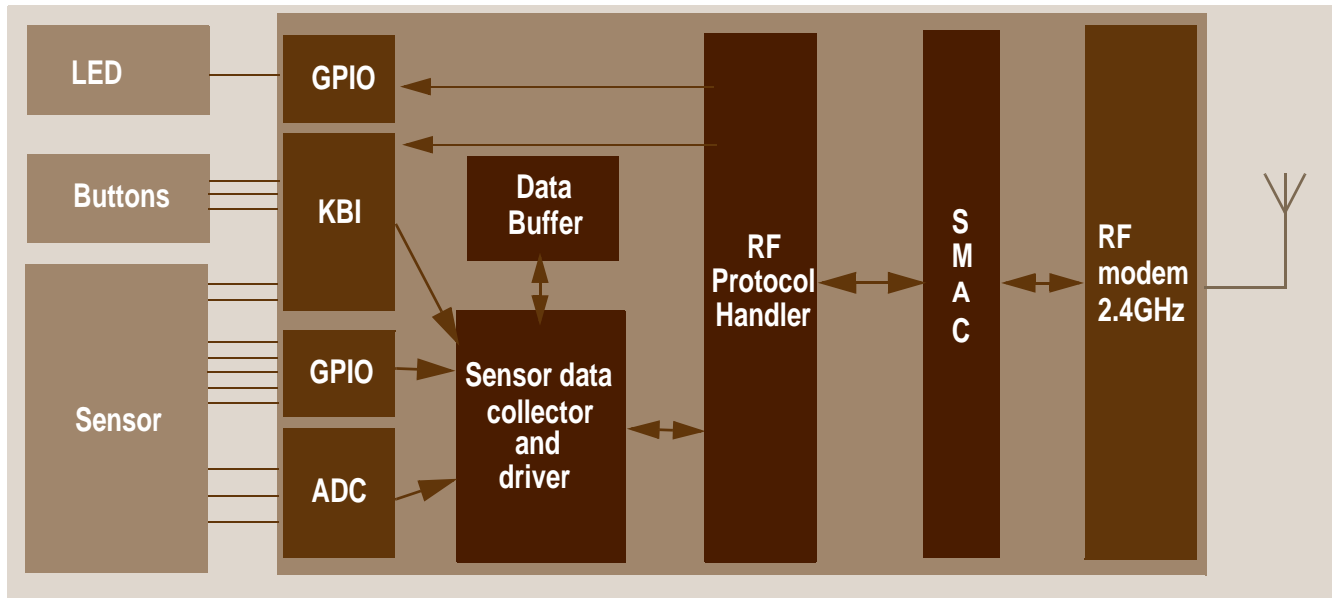 LED
GPIO
Buttons
KBI
Data
Buffer
Sensor
GPIO
ADC
Sensor data
collector
and
driver
RF
Protocol
Handler
S
M
A
C
RF
modem
2.4GHz